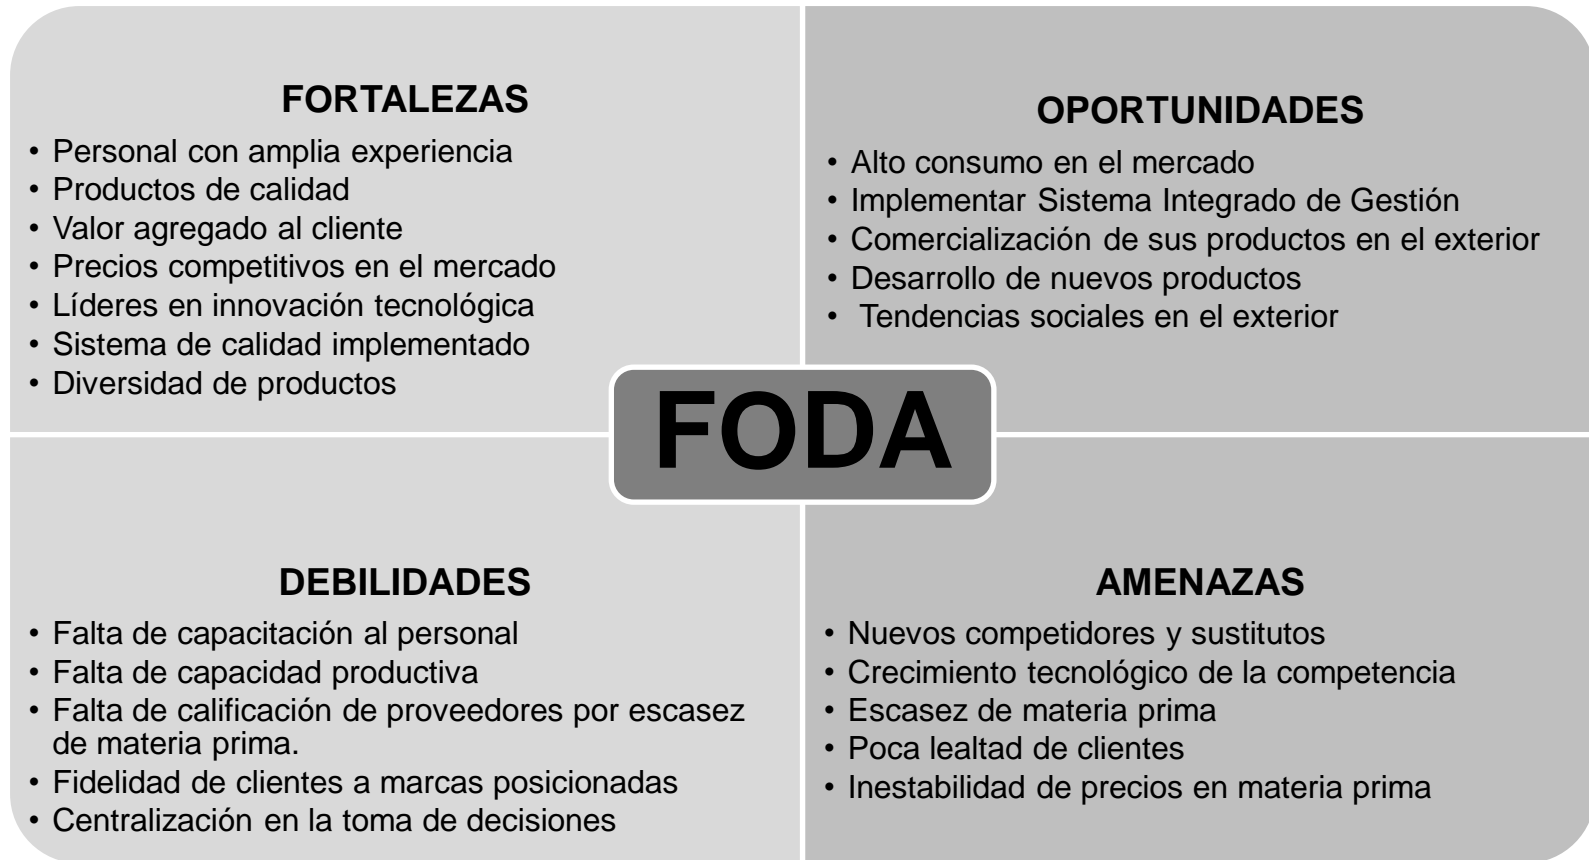 FORTALEZAS
• Personal con amplia experiencia
• Productos de calidad
• Valor agregado al cliente
• Precios competitivos en el mercado
• Líderes en innovación tecnológica
• Sistema de calidad implementado
• Diversidad de productos
OPORTUNIDADES
• Alto consumo en el mercado
• Implementar Sistema Integrado de Gestión
• Comercialización de sus productos en el exterior
• Desarrollo de nuevos productos
• Tendencias sociales en el exterior
FODA
DEBILIDADES
• Falta de capacitación al personal
• Falta de capacidad productiva
• Falta de calificación de proveedores por escasez
de materia prima.
• Fidelidad de clientes a marcas posicionadas
• Centralización en la toma de decisiones
AMENAZAS
• Nuevos competidores y sustitutos
• Crecimiento tecnológico de la competencia
• Escasez de materia prima
• Poca lealtad de clientes
• Inestabilidad de precios en materia prima